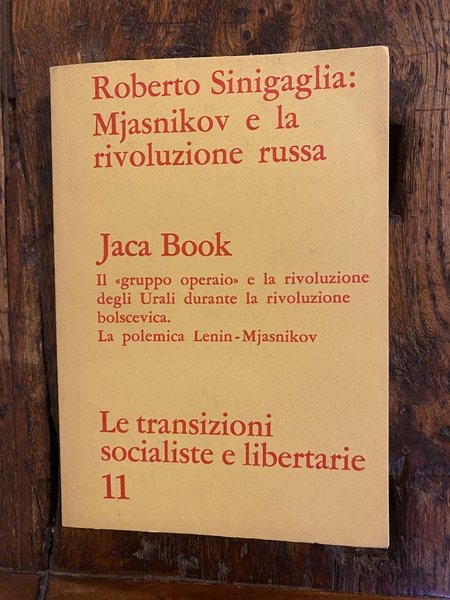 Roberto Sinigaglia:
Mjasnikov e la
rivoluzione russa
Jaca Book
Il «gruppo operaio» e la rivoluzione
degli Urali durante la rivoluzione
bolscevica.
La polemica Lenin-Mjasnikov
Le transizioni
socialiste e libertarie
11